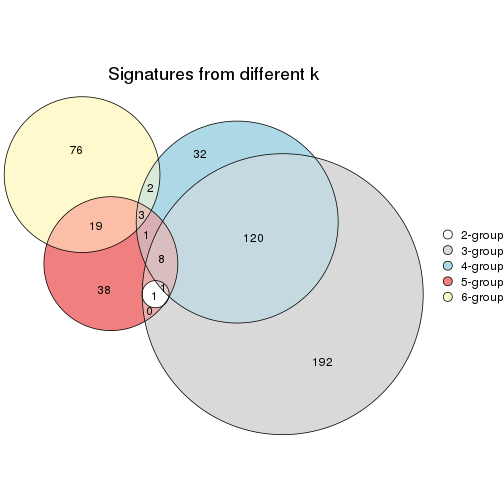 Signatures from different k
76
32
2
3
19
1
120
8
38
1
1
0
192
2-group
3-group
4-group
5-group
6-group